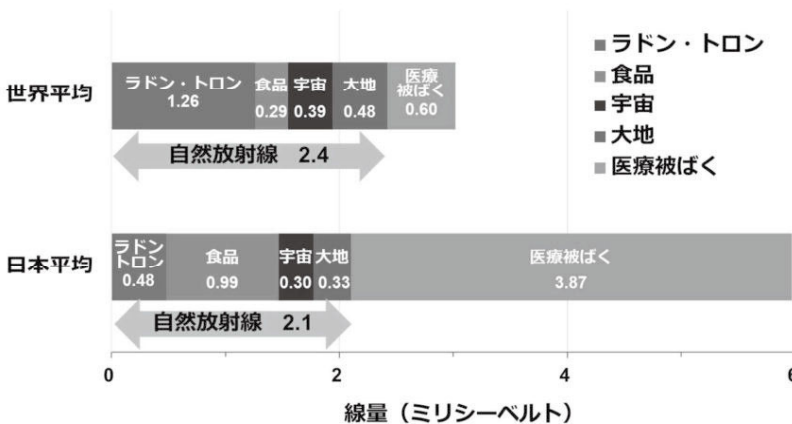 世界平均
ラドン・トロン
1.26
食品
0.29
宇宙
0.39
大地
0.48
医療
被ばく
0.60
自然放射線 2.4
■ラドン・トロン
■食品
■宇宙
■大地
■医療被ばく
日本平均
ラドン
トロン
0.48
食品
0.99
宇宙
0.30
大地
0.33
医療被ばく
3.87
自然放射線 2.1
0 2 4 6
線量（ミリシーベルト）